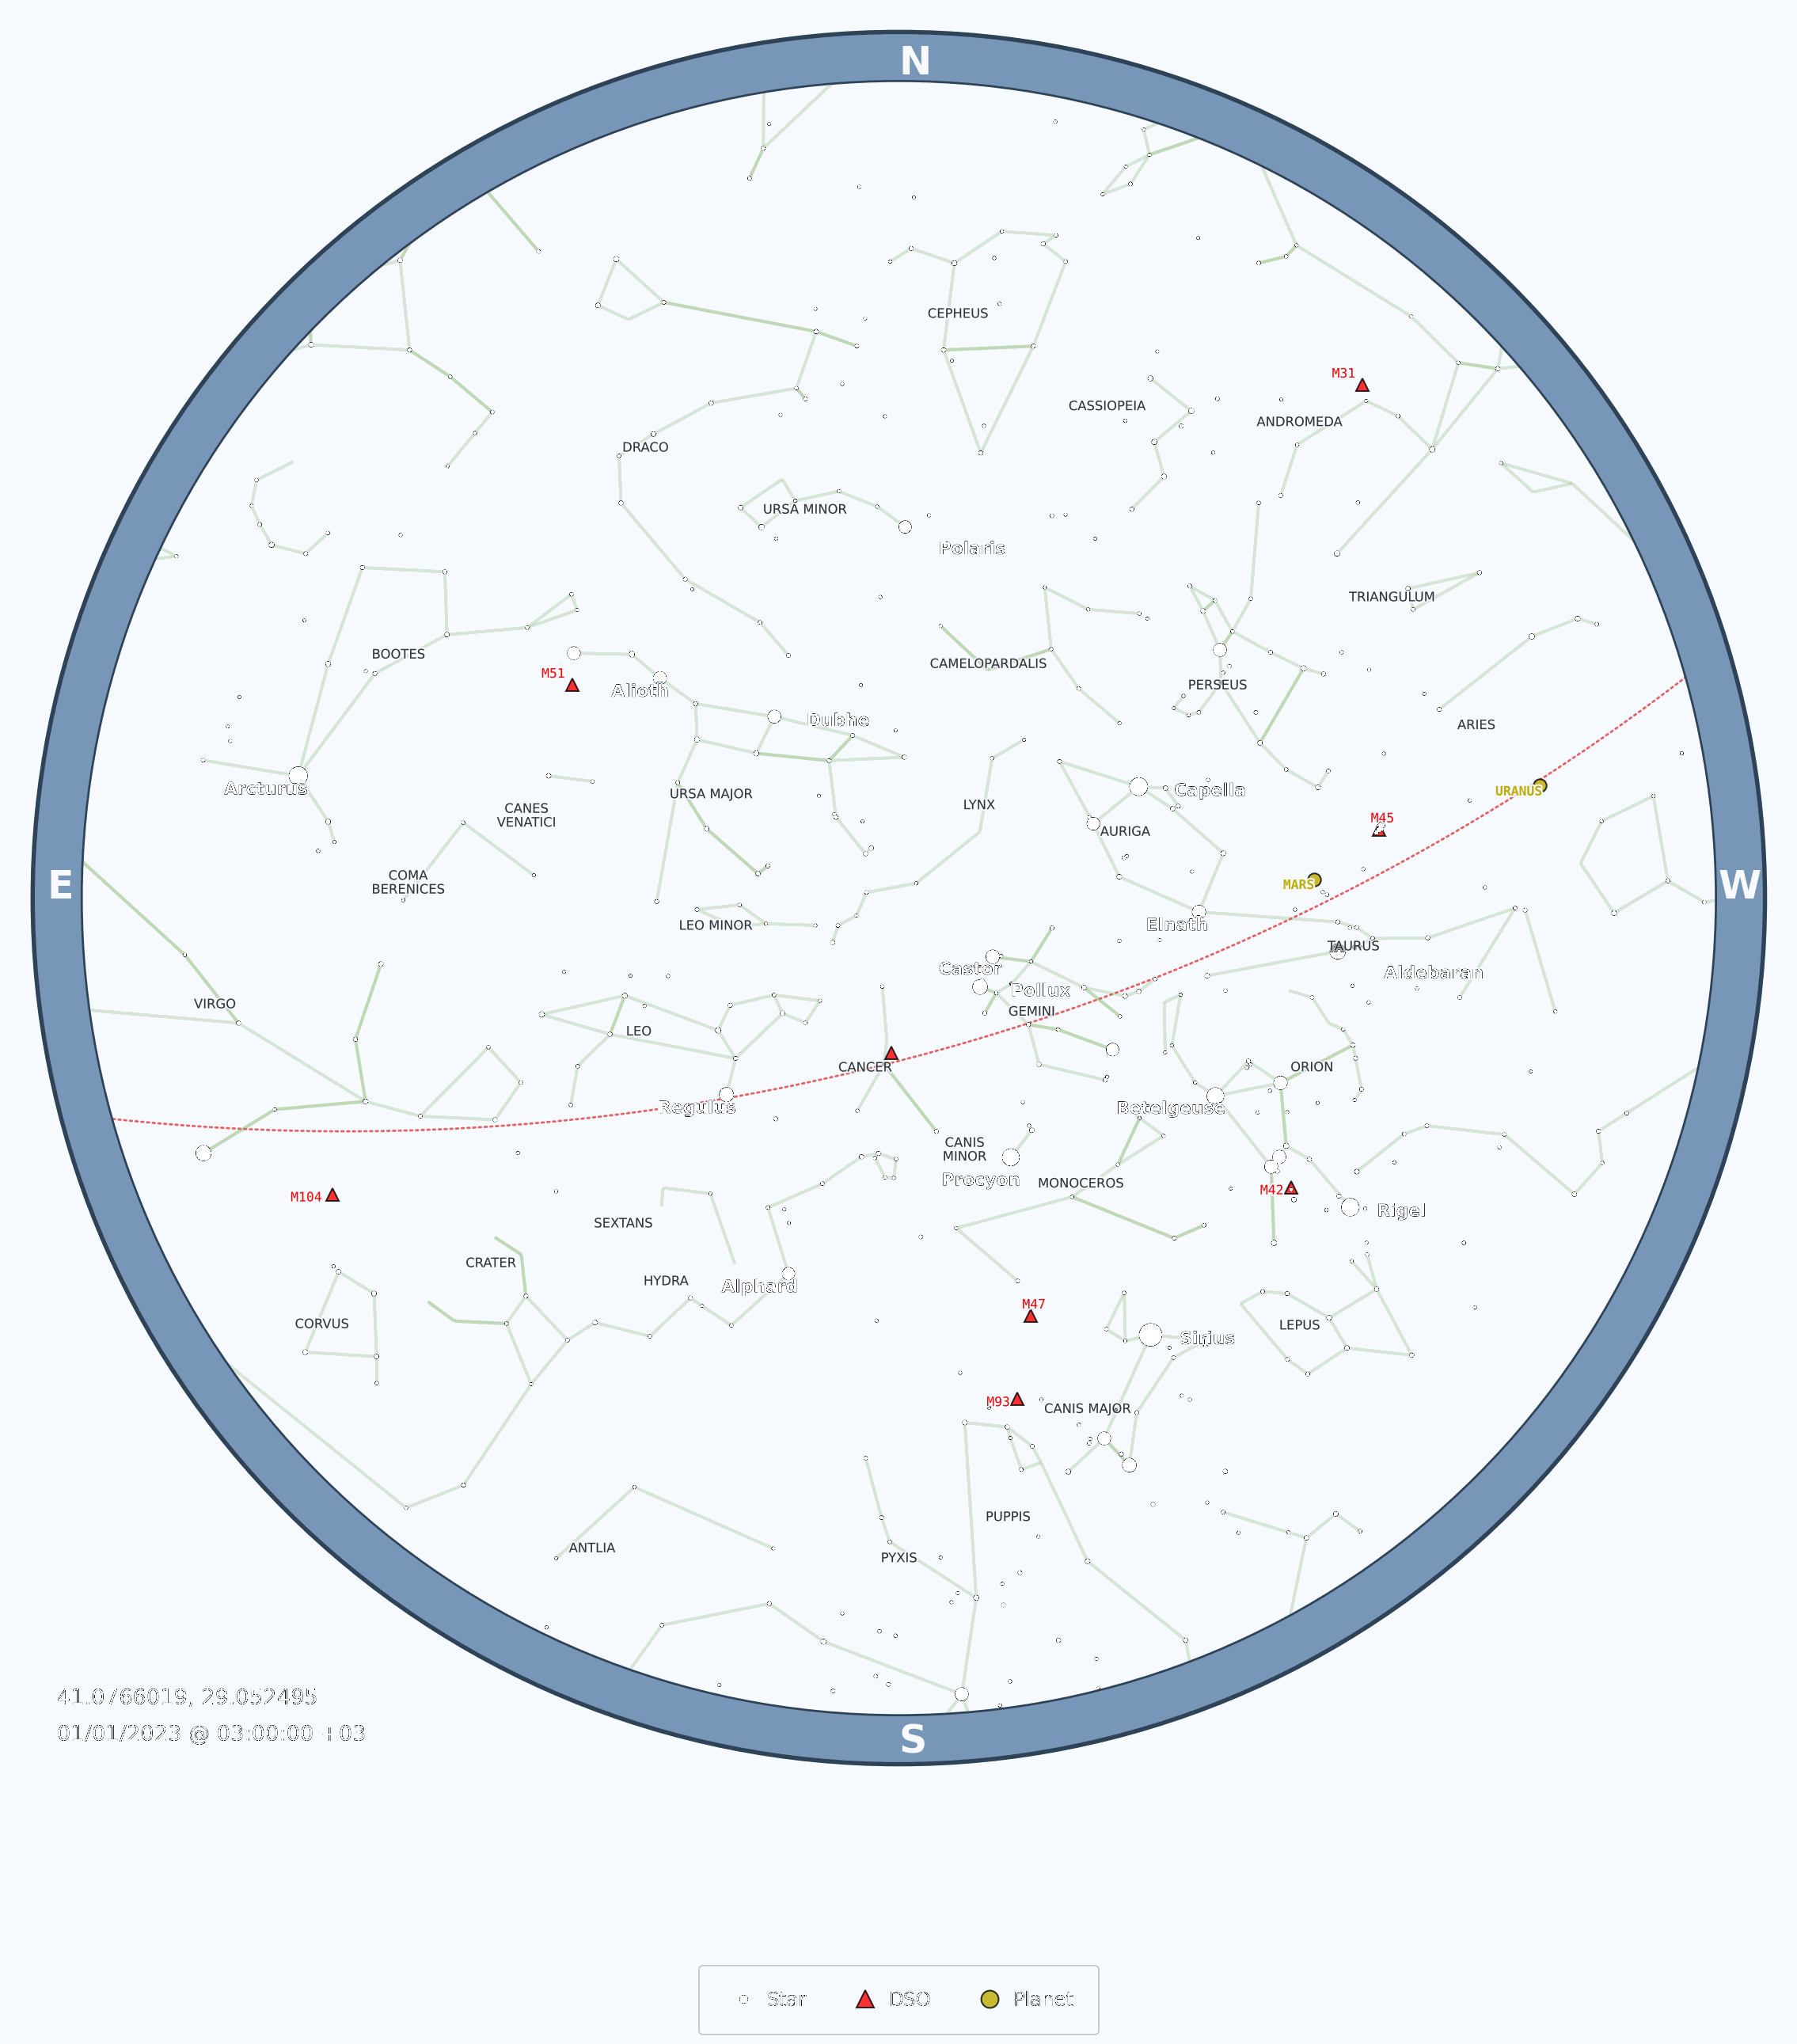 N
CEPHEUS
M31
CASSIOPEIA
ANDROMEDA
DRACO
URSA MINOR
Polaris
TRIANGULUM
BOOTES
CAMELOPARDALIS
M51
PERSEUS
Alioth
Dubhe
ARIES
Arcturus
Capella
URANUS
URSA MAJOR
LYNX
CANES
VENATICI
M45
AURIGA
COMA
BERENICES
MARS
E
W
LEO MINOR
Elnath
TAURUS
Castor
Aldebaran
Pollux
VIRGO
GEMINI
LEO
CANCER
ORION
Regulus
Betelgeuse
CANIS
MINOR
Procyon
MONOCEROS
M104
M42
Rigel
SEXTANS
CRATER
HYDRA
Alphard
M47
CORVUS
LEPUS
Sirius
M93
CANIS MAJOR
PUPPIS
ANTLIA
PYXIS
41.0766019, 29.052495
01/01/2023 @ 03:00:00 +03
S
Star
DSO
Planet